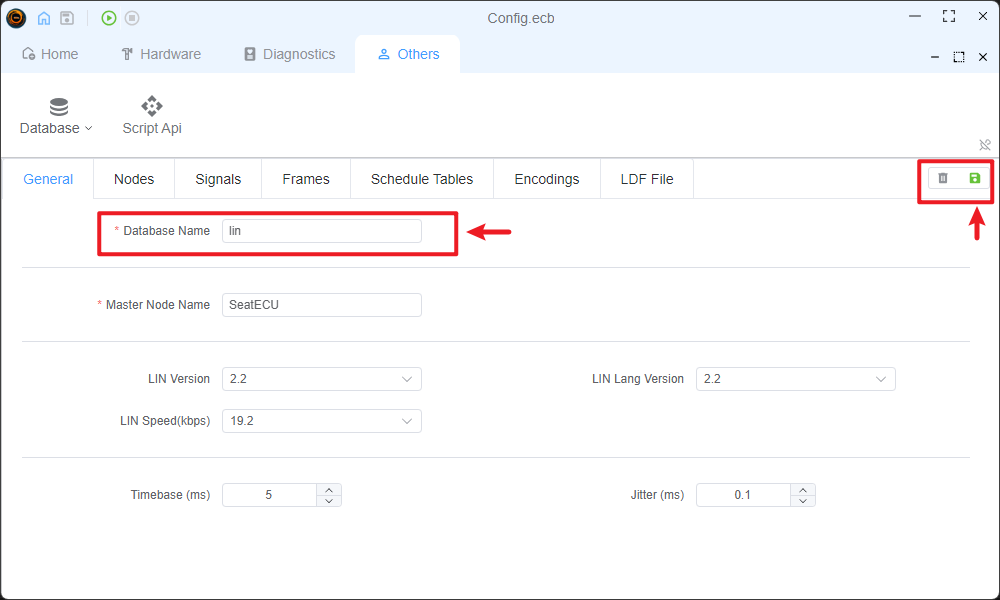 Config.ecb
Home Hardware Diagnostics Others
Database Script Api
General Nodes Signals Frames Schedule Tables Encodings LDF File
* Database Name lin
* Master Node Name SeatECU
LIN Version 2.2 LIN Lang Version 2.2
LIN Speed(kbps) 19.2
Timebase (ms) 5 Jitter (ms) 0.1